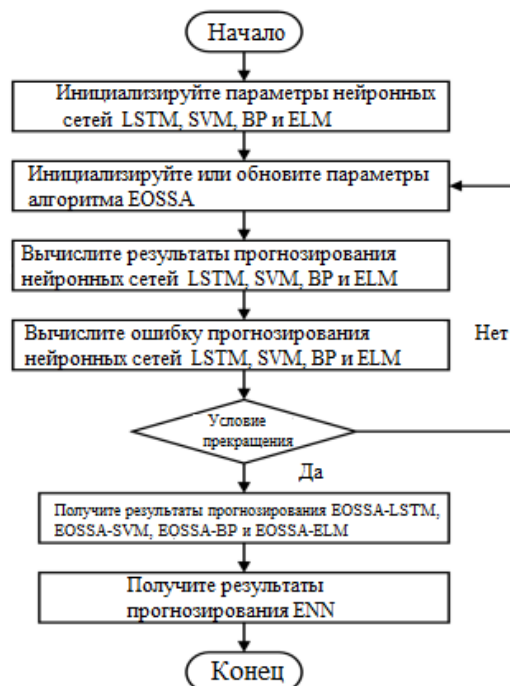 Начало
Инициализируйте параметры нейронных
сетей LSTM, SVM, BP и ELM
Инициализируйте или обновите параметры
алгоритма EOSSA
Вычислите результаты прогнозирования
нейронных сетей LSTM, SVM, BP и ELM
Вычислите ошибку прогнозирования
нейронных сетей LSTM, SVM, BP и ELM
Нет
Условие
прекращения
Да
Получите результаты прогнозирования EOSSA-LSTM,
EOSSA-SVM, EOSSA-BP и EOSSA-ELM
Получите результаты
прогнозирования ENN
Конец